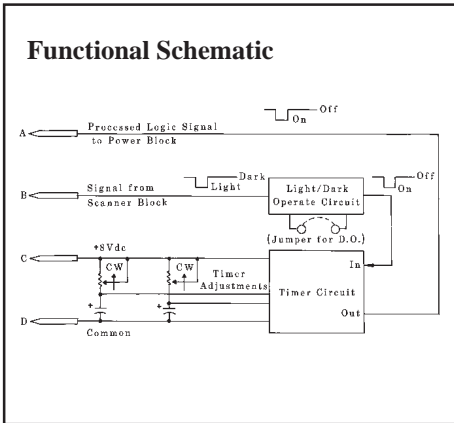 Functional Schematic
Off
On
A
Processed Logic Signal
to Power Block
Dark
Light
Off
On
B
Signal from
Scanner Block
Light/Dark
Operate Circuit
(Jumper for D.O.)
+8Vdc
C
CW
CW
Timer
Adjustments
In
Timer Circuit
Out
+
+
D
Common